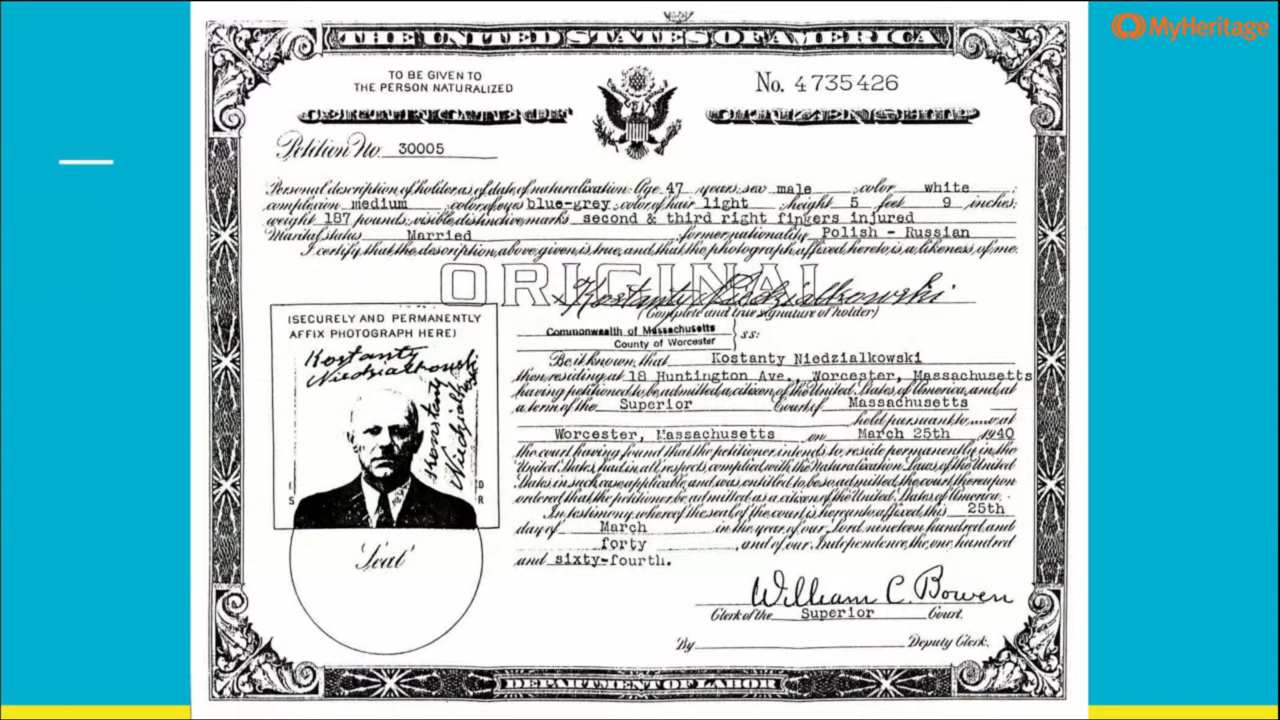 MyHeritage
THE UNITED STATES OF AMERICA
TO BE GIVEN TO
THE PERSON NATURALIZED
No. 4735426
CERTIFICATE OF CITIZENSHIP
Petition No. 30005
Personal description of holder as of date of naturalization: Age 47 years; sex male color white ;
complexion medium color of eyes blue-grey color of hair light height 5 feet 9 inches;
weight 187 pounds; visible distinctive marks second & third right fingers injured
Marital status Married former nationality Polish - Russian
I certify that the description above given is true, and that the photograph affixed hereto is a likeness of me.
ORIGINAL
Kostanty Niedzialkowski
(Complete and true signature of holder)
(SECURELY AND PERMANENTLY
AFFIX PHOTOGRAPH HERE)
Kostanty
Niedzialkowski
Kostanty
Seal
Commonwealth of Massachusetts
County of Worcester
ss:
Be it known, that Kostanty Niedzialkowski
then residing at 18 Huntington Ave., Worcester, Massachusetts
having petitioned to be admitted a citizen of the United States of America, and at
a term of the Superior Court of Massachusetts
held pursuant to at
Worcester, Massachusetts on March 25th 1940
the court having found that the petitioner intends to reside permanently in the
United States, had in all respects complied with the Naturalization Laws of the United
States in such case applicable, and was entitled to be so admitted, the court thereupon
ordered that the petitioner be admitted as a citizen of the United States of America.
In testimony whereof the seal of the court is hereunto affixed this 25th
day of March in the year of our Lord nineteen hundred and
forty , and of our Independence the one hundred
and sixty-fourth.
William C. Bowen
Clerk of the Superior Court.
By Deputy Clerk.
DEPARTMENT OF LABOR